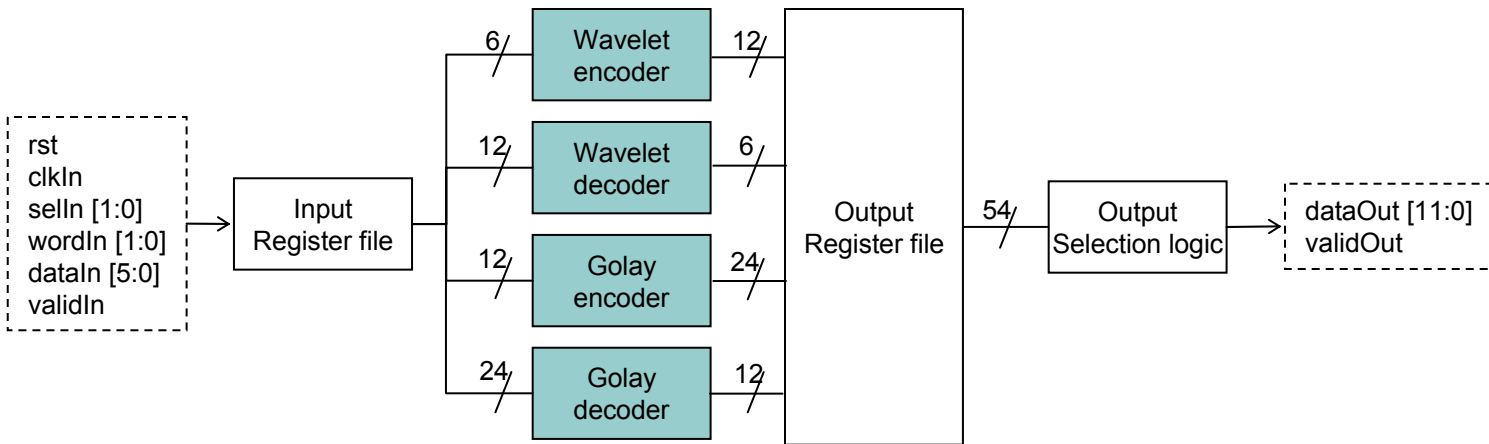 rst
clkIn
selIn [1:0]
wordIn [1:0]
dataIn [5:0]
validIn
Input
Register file
6
Wavelet
encoder
12
12
Wavelet
decoder
6
12
Golay
encoder
24
24
Golay
decoder
12
Output
Register file
54
Output
Selection logic
dataOut [11:0]
validOut